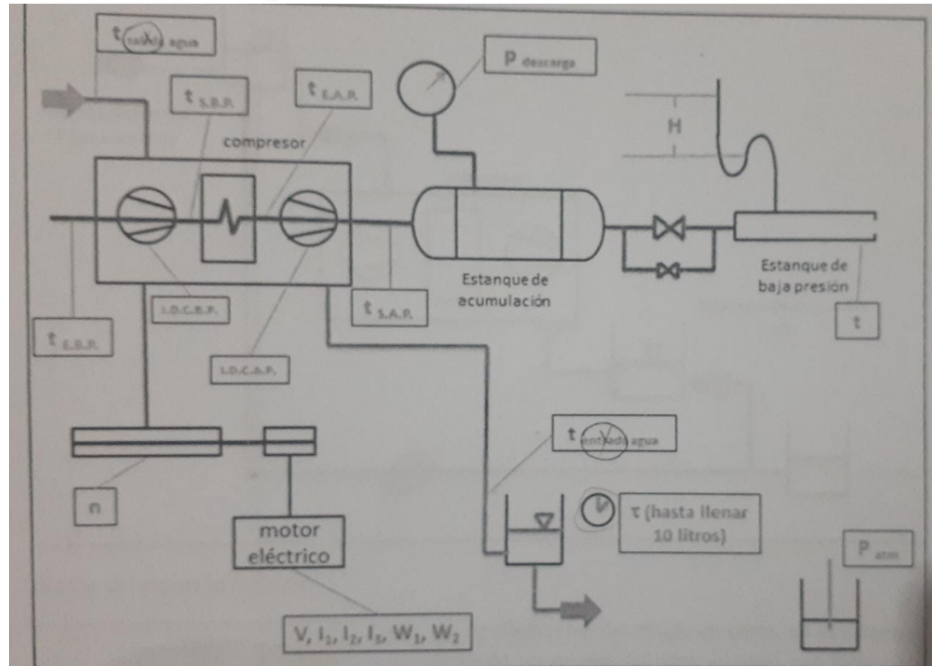 t salida agua
t S.B.P.
t E.A.P.
P descarga
H
compresor
Estanque de
acumulación
Estanque de
baja presión
t
t S.A.P.
I.D.C.B.P.
t E.B.P.
I.D.C.A.P.
t entrada agua
n
τ (hasta llenar
10 litros)
motor
eléctrico
P atm
V, I₁, I₂, I₃, W₁, W₂